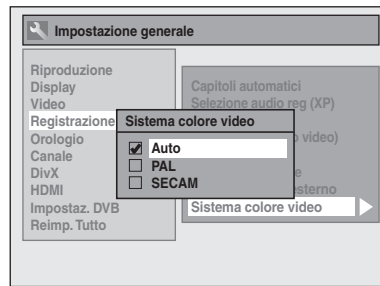 Impostazione generale
Riproduzione
Display
Video
Registrazione
Orologio
Canale
DivX
HDMI
Impostaz. DVB
Reimp. Tutto
Capitoli automatici
Selezione audio reg (XP)
video)
Sistema colore video
Sistema colore video
Auto
PAL
SECAM